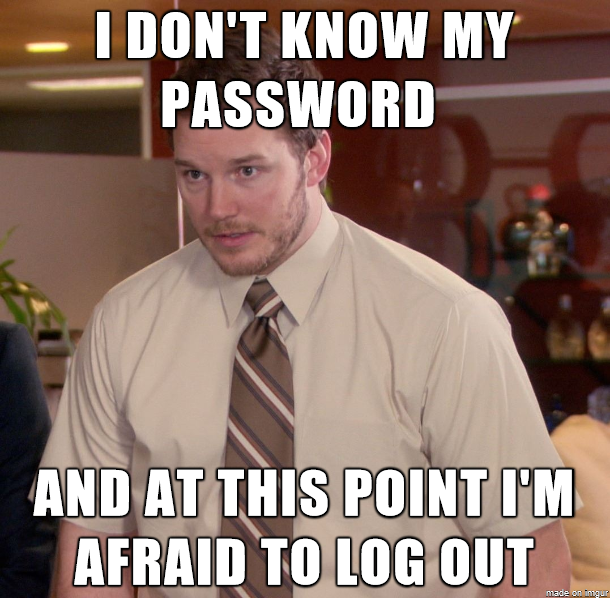 I DON'T KNOW MY
PASSWORD
AND AT THIS POINT I'M
AFRAID TO LOG OUT
made on imgur